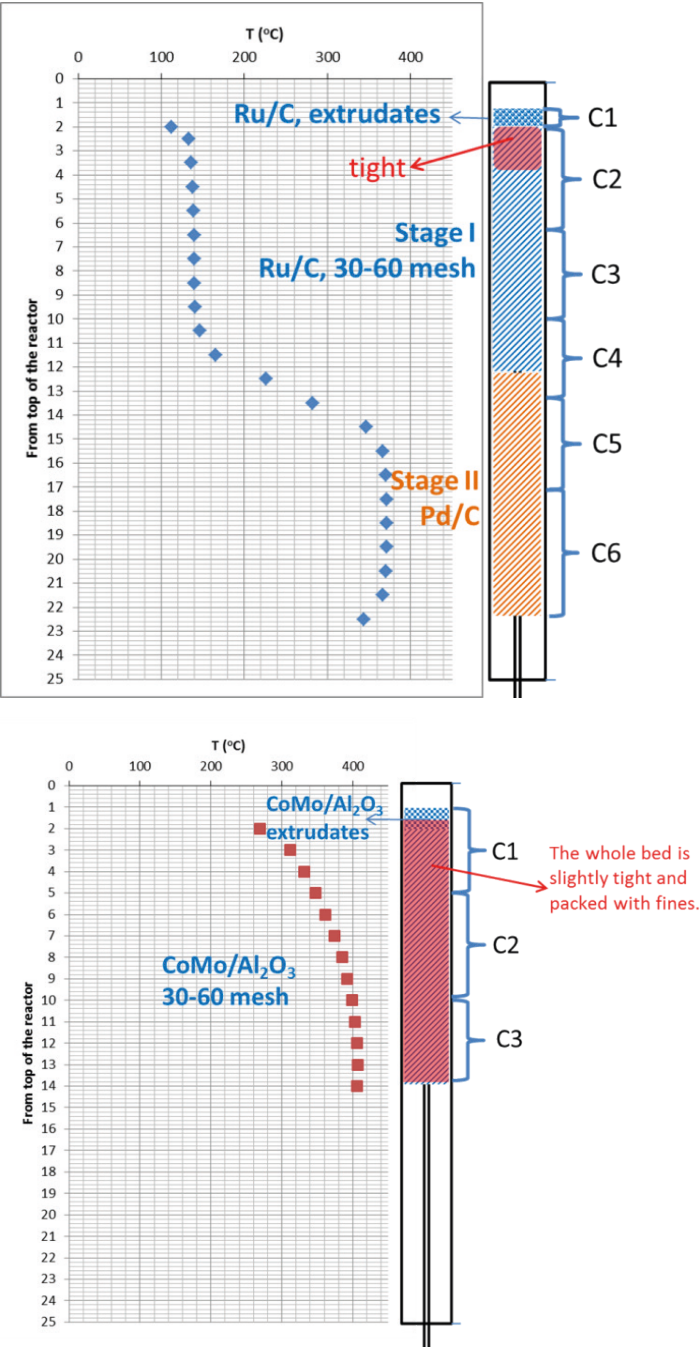 T (°C)
0 100 200 300 400
0
1
2
3
4
5
6
7
8
9
10
11
12
13
14
15
16
17
18
19
20
21
22
23
24
25
From top of the reactor
Ru/C, extrudates
tight
Stage I
Ru/C, 30-60 mesh
Stage II
Pd/C
C1
C2
C3
C4
C5
C6
T (°C)
0 100 200 300 400
0
1
2
3
4
5
6
7
8
9
10
11
12
13
14
15
16
17
18
19
20
21
22
23
24
25
From top of the reactor
CoMo/Al₂O₃
extrudates
CoMo/Al₂O₃
30-60 mesh
C1
C2
C3
The whole bed is
slightly tight and
packed with fines.